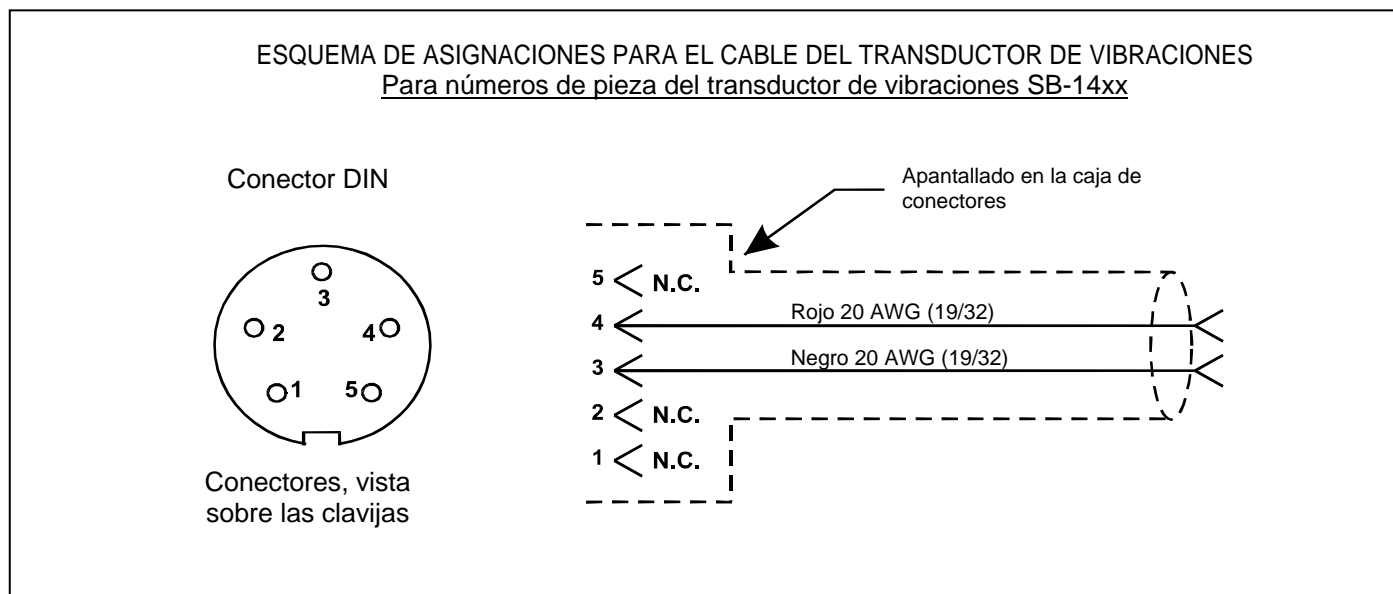 ESQUEMA DE ASIGNACIONES PARA EL CABLE DEL TRANSDUCTOR DE VIBRACIONES
Para números de pieza del transductor de vibraciones SB-14xx
Conector DIN
3
2
4
1
5
Conectores, vista
sobre las clavijas
Apantallado en la caja de
conectores
5 N.C.
4 Rojo 20 AWG (19/32)
3 Negro 20 AWG (19/32)
2 N.C.
1 N.C.